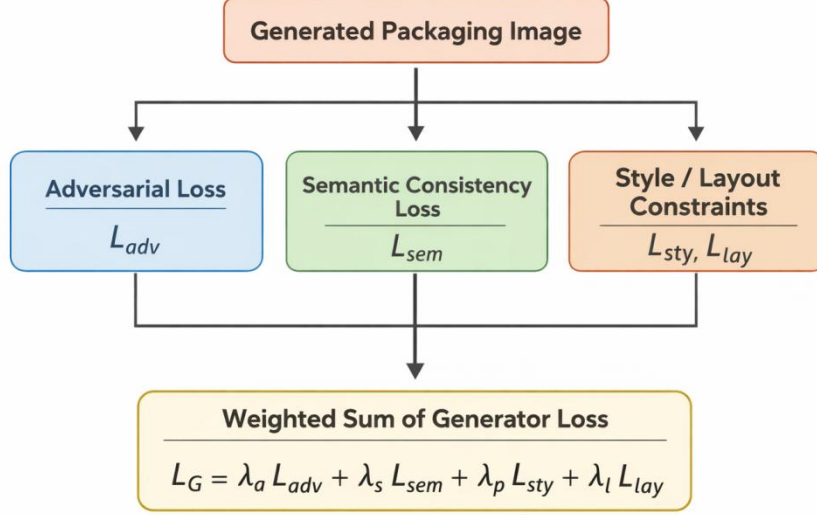 Generated Packaging Image
Adversarial Loss
L_adv
Semantic Consistency
Loss
L_sem
Style / Layout
Constraints
L_sty, L_lay
Weighted Sum of Generator Loss
L_G = λ_a L_adv + λ_s L_sem + λ_p L_sty + λ_l L_lay